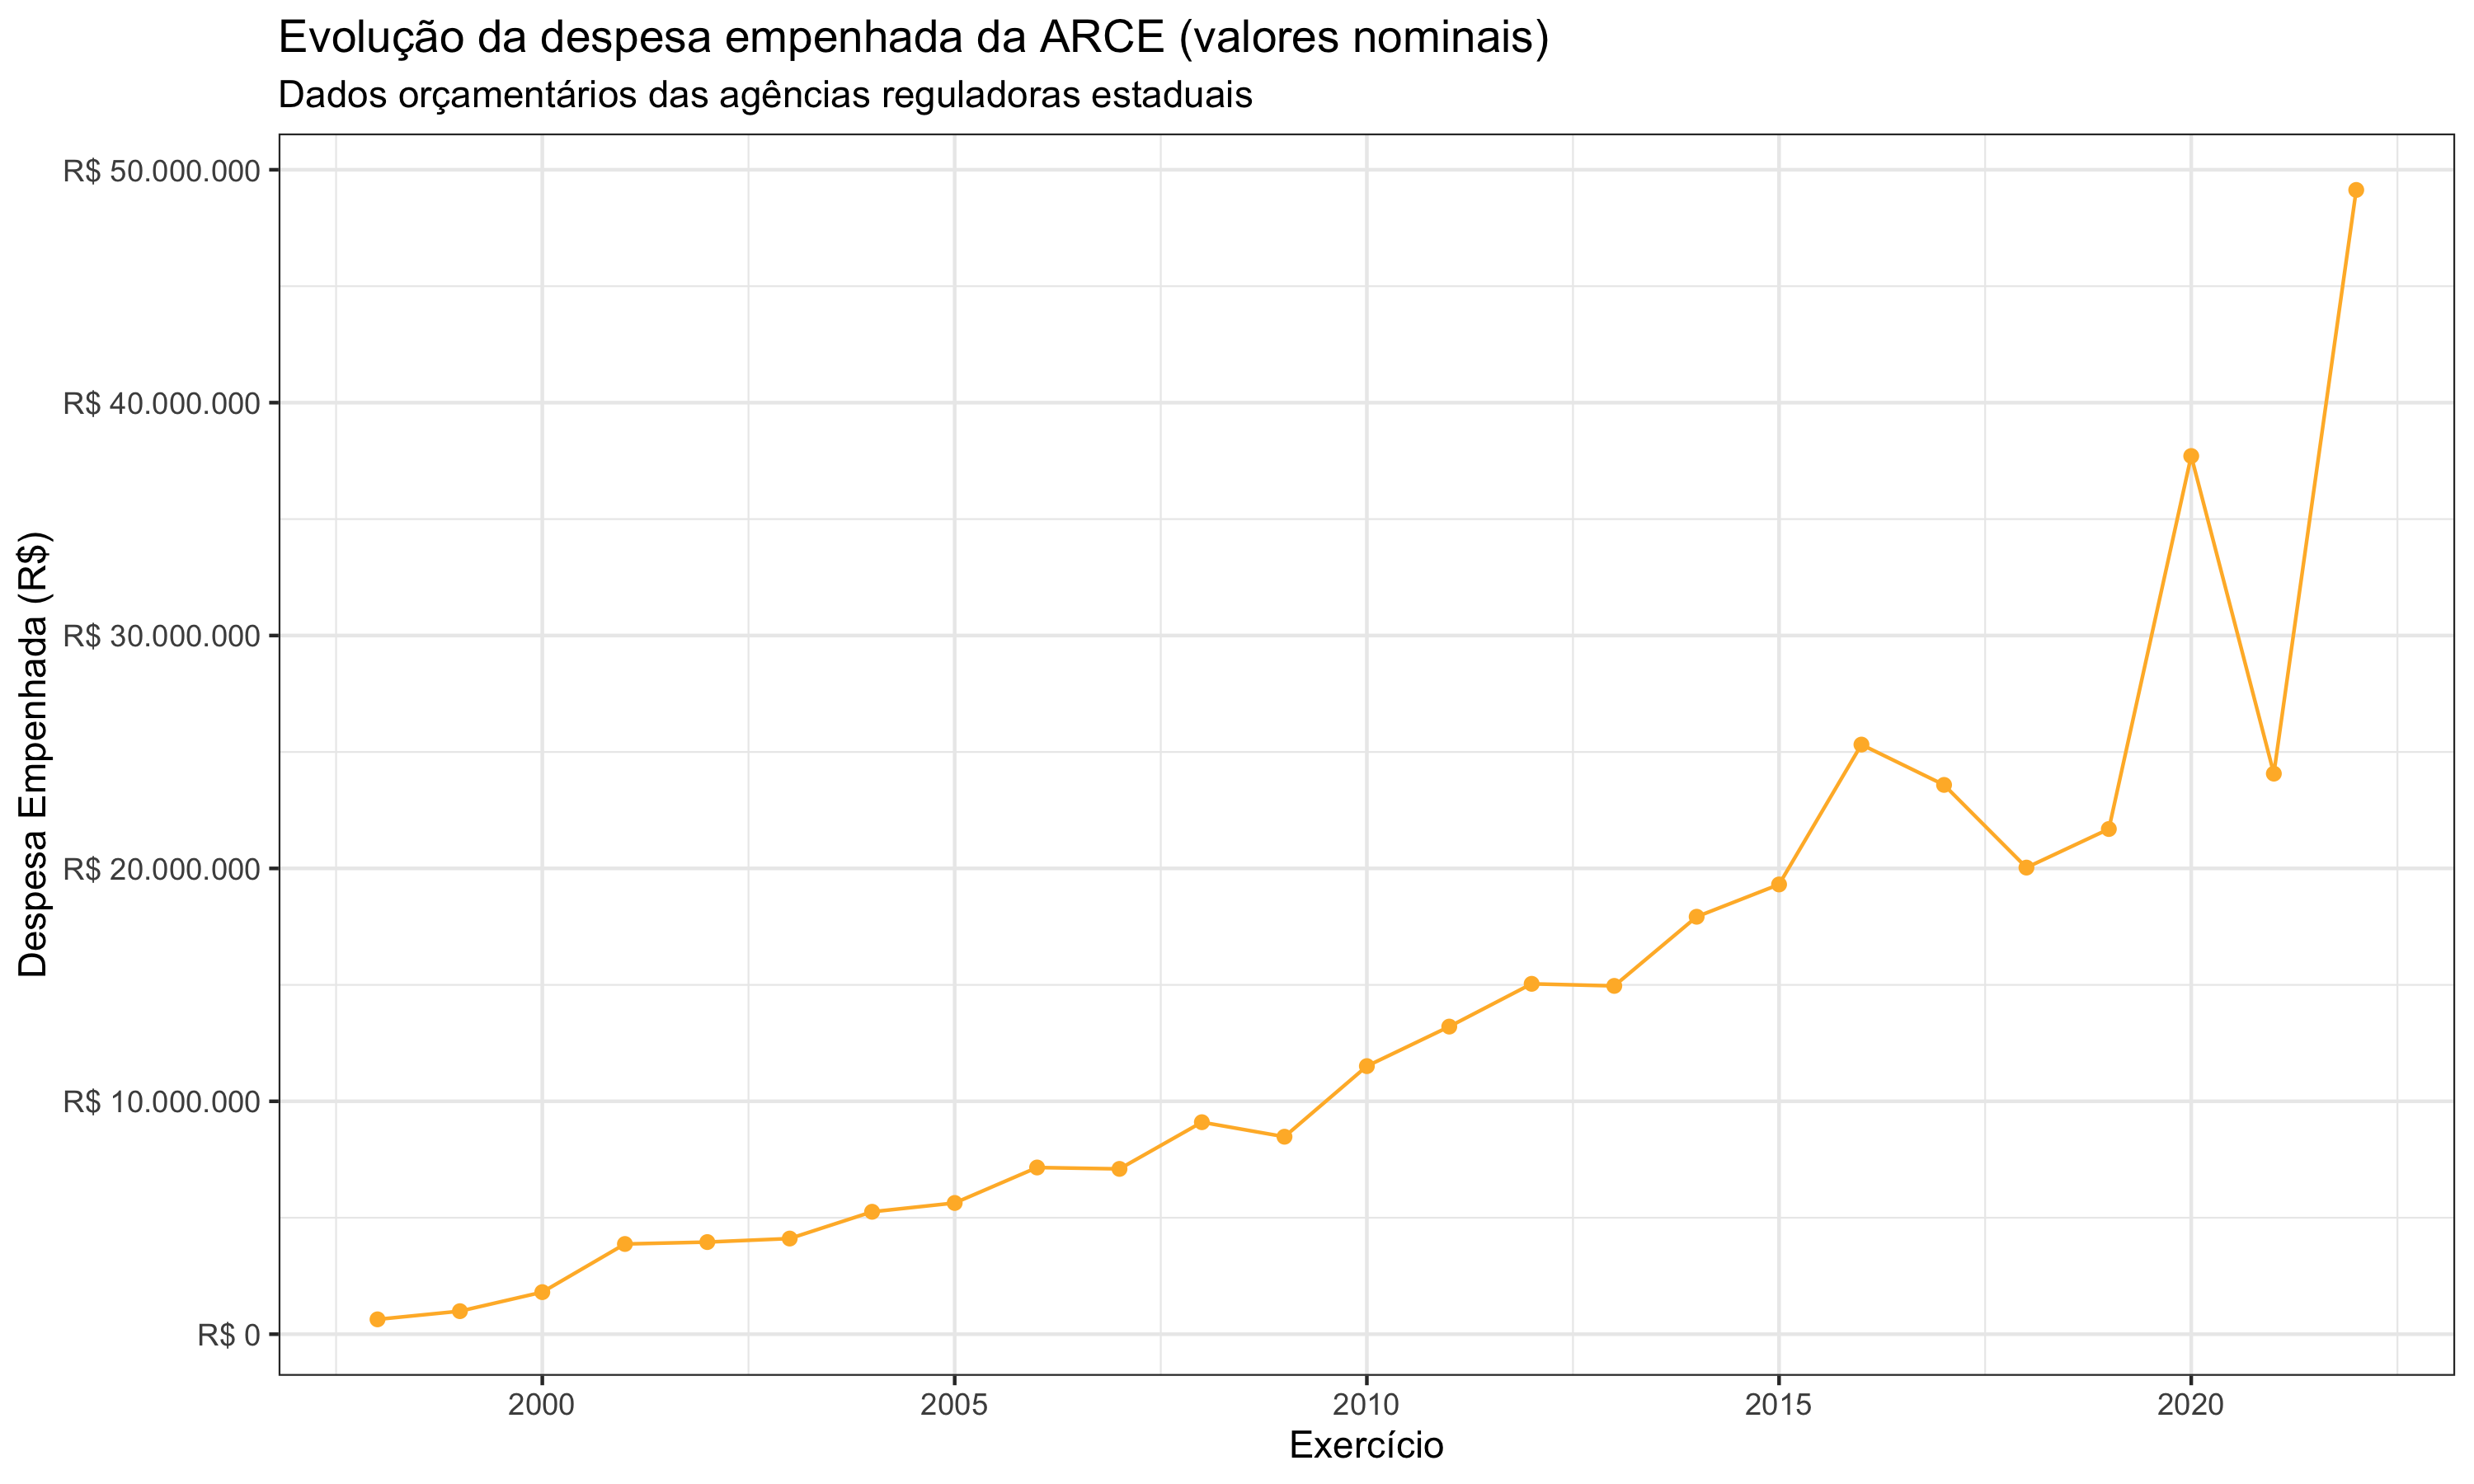 Evolução da despesa empenhada da ARCE (valores nominais)
Dados orçamentários das agências reguladoras estaduais
Despesa Empenhada (R$)
R$ 50.000.000
R$ 40.000.000
R$ 30.000.000
R$ 20.000.000
R$ 10.000.000
R$ 0
2000
2005
2010
2015
2020
Exercício